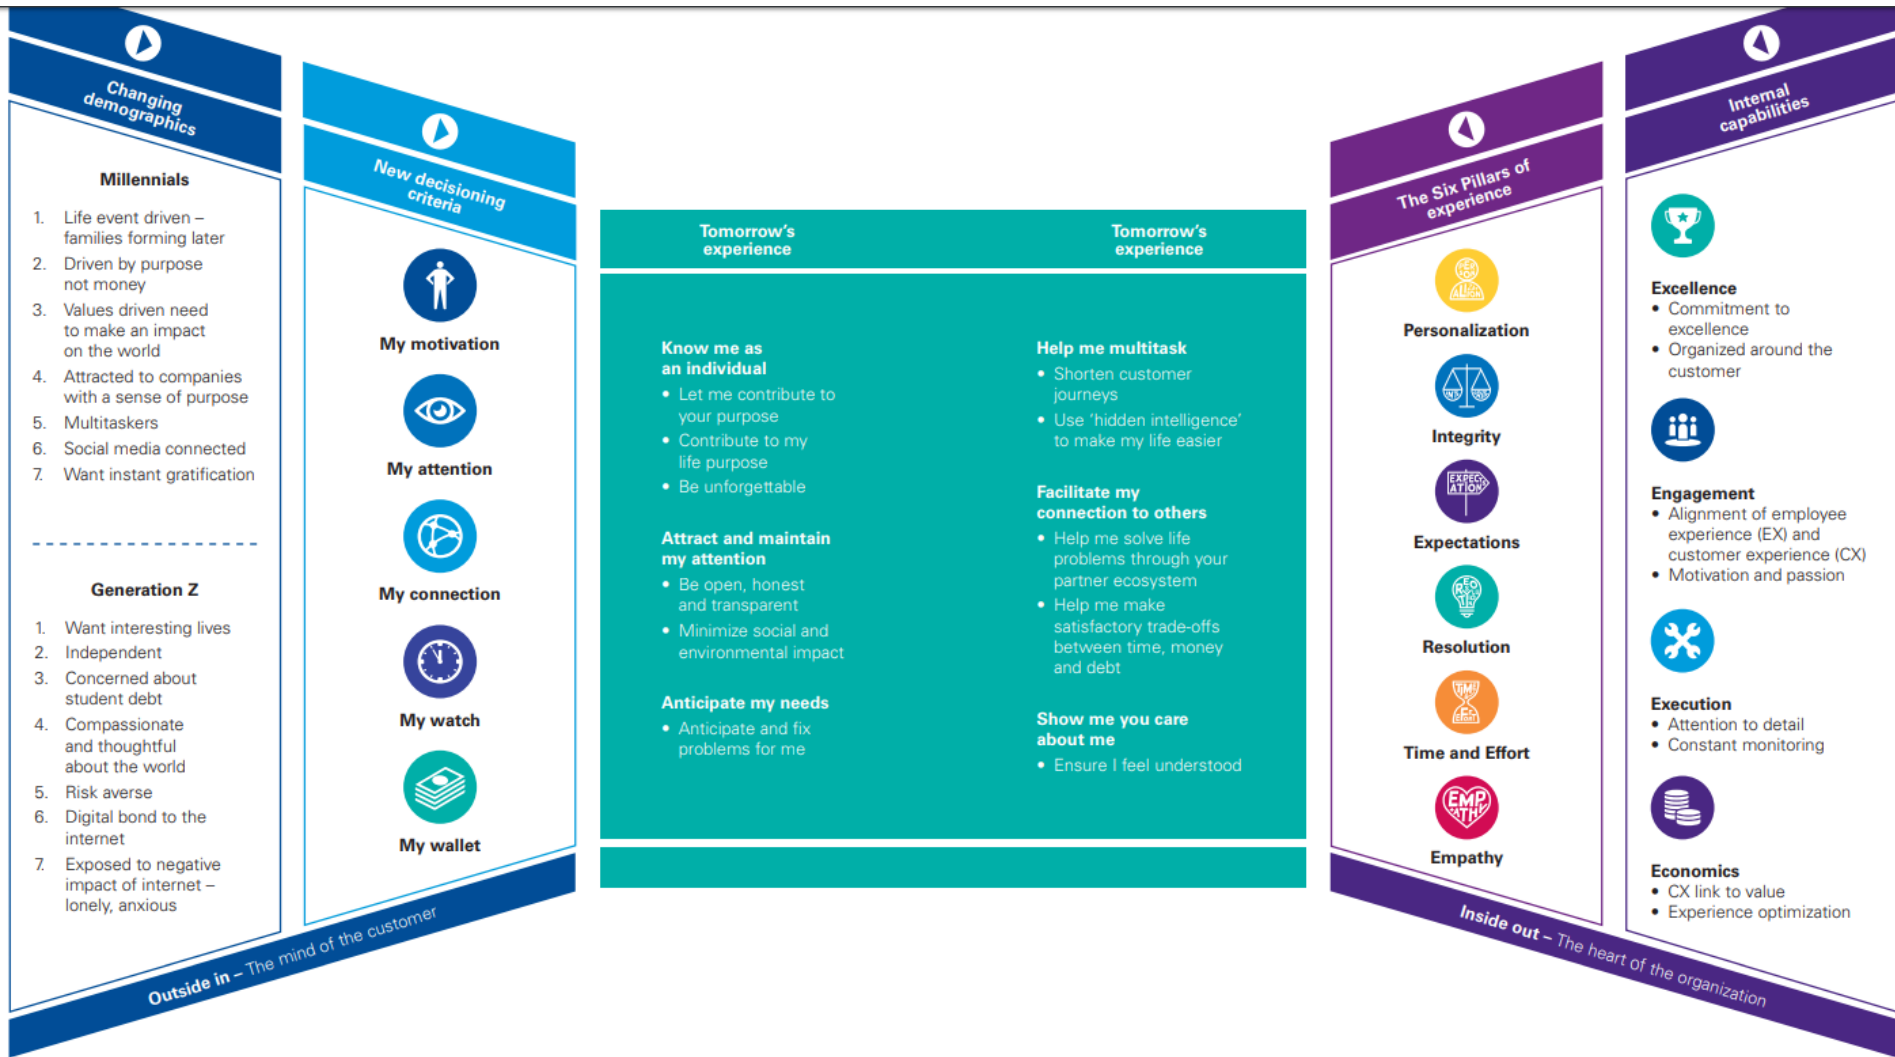 Changing
demographics
Millennials
1. Life event driven –
families forming later
2. Driven by purpose
not money
3. Values driven need
to make an impact
on the world
4. Attracted to companies
with a sense of purpose
5. Multitaskers
6. Social media connected
7. Want instant gratification
Generation Z
1. Want interesting lives
2. Independent
3. Concerned about
student debt
4. Compassionate
and thoughtful
about the world
5. Risk averse
6. Digital bond to the
internet
7. Exposed to negative
impact of internet –
lonely, anxious
New decisioning
criteria
My motivation
My attention
My connection
My watch
My wallet
Outside in – The mind of the customer
Tomorrow's
experience
Know me as
an individual
• Let me contribute to
your purpose
• Contribute to my
life purpose
• Be unforgettable
Attract and maintain
my attention
• Be open, honest
and transparent
• Minimize social and
environmental impact
Anticipate my needs
• Anticipate and fix
problems for me
Tomorrow's
experience
Help me multitask
• Shorten customer
journeys
• Use 'hidden intelligence'
to make my life easier
Facilitate my
connection to others
• Help me solve life
problems through your
partner ecosystem
• Help me make
satisfactory trade-offs
between time, money
and debt
Show me you care
about me
• Ensure I feel understood
The Six Pillars of
experience
Personalization
Integrity
EXPECT
ATION
Expectations
Resolution
TIME
EFFORT
Time and Effort
EMP
ATHY
Empathy
Internal
capabilities
Excellence
• Commitment to
excellence
• Organized around the
customer
Engagement
• Alignment of employee
experience (EX) and
customer experience (CX)
• Motivation and passion
Execution
• Attention to detail
• Constant monitoring
Economics
• CX link to value
• Experience optimization
Inside out – The heart of the organization